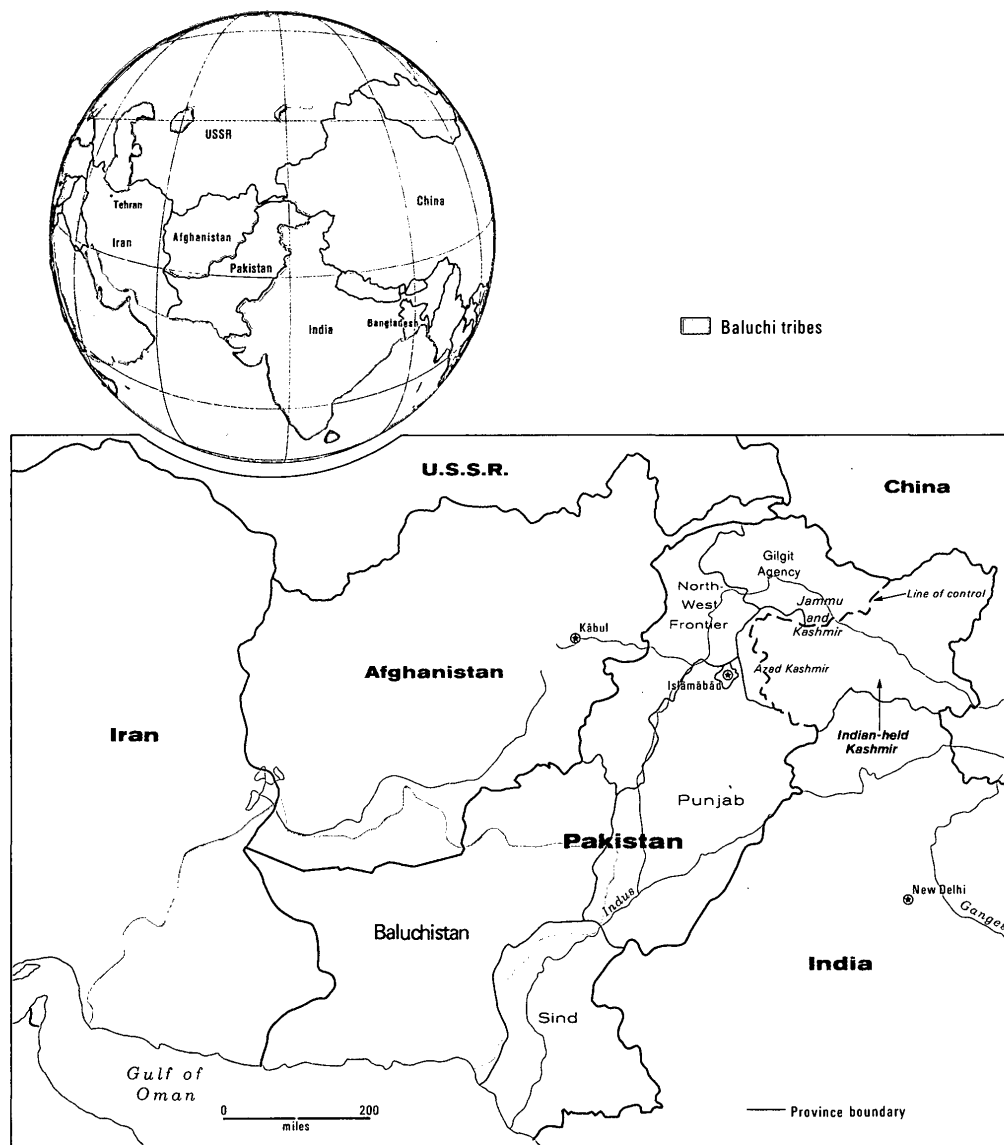 USSR
China
Tehran
Iran
Afghanistan
Pakistan
India
Bangladesh
Baluchi tribes
U.S.S.R.
China
Gilgit
Agency
North-
West
Frontier
Jammu
and
Kashmir
Line of control
Kābul
Afghanistan
Azad Kashmir
Islāmābād
Iran
Indian-held
Kashmir
Punjab
Pakistan
Indus
New Delhi
Ganges
Baluchistan
India
Sind
Gulf of
Oman
0 200
miles
Province boundary